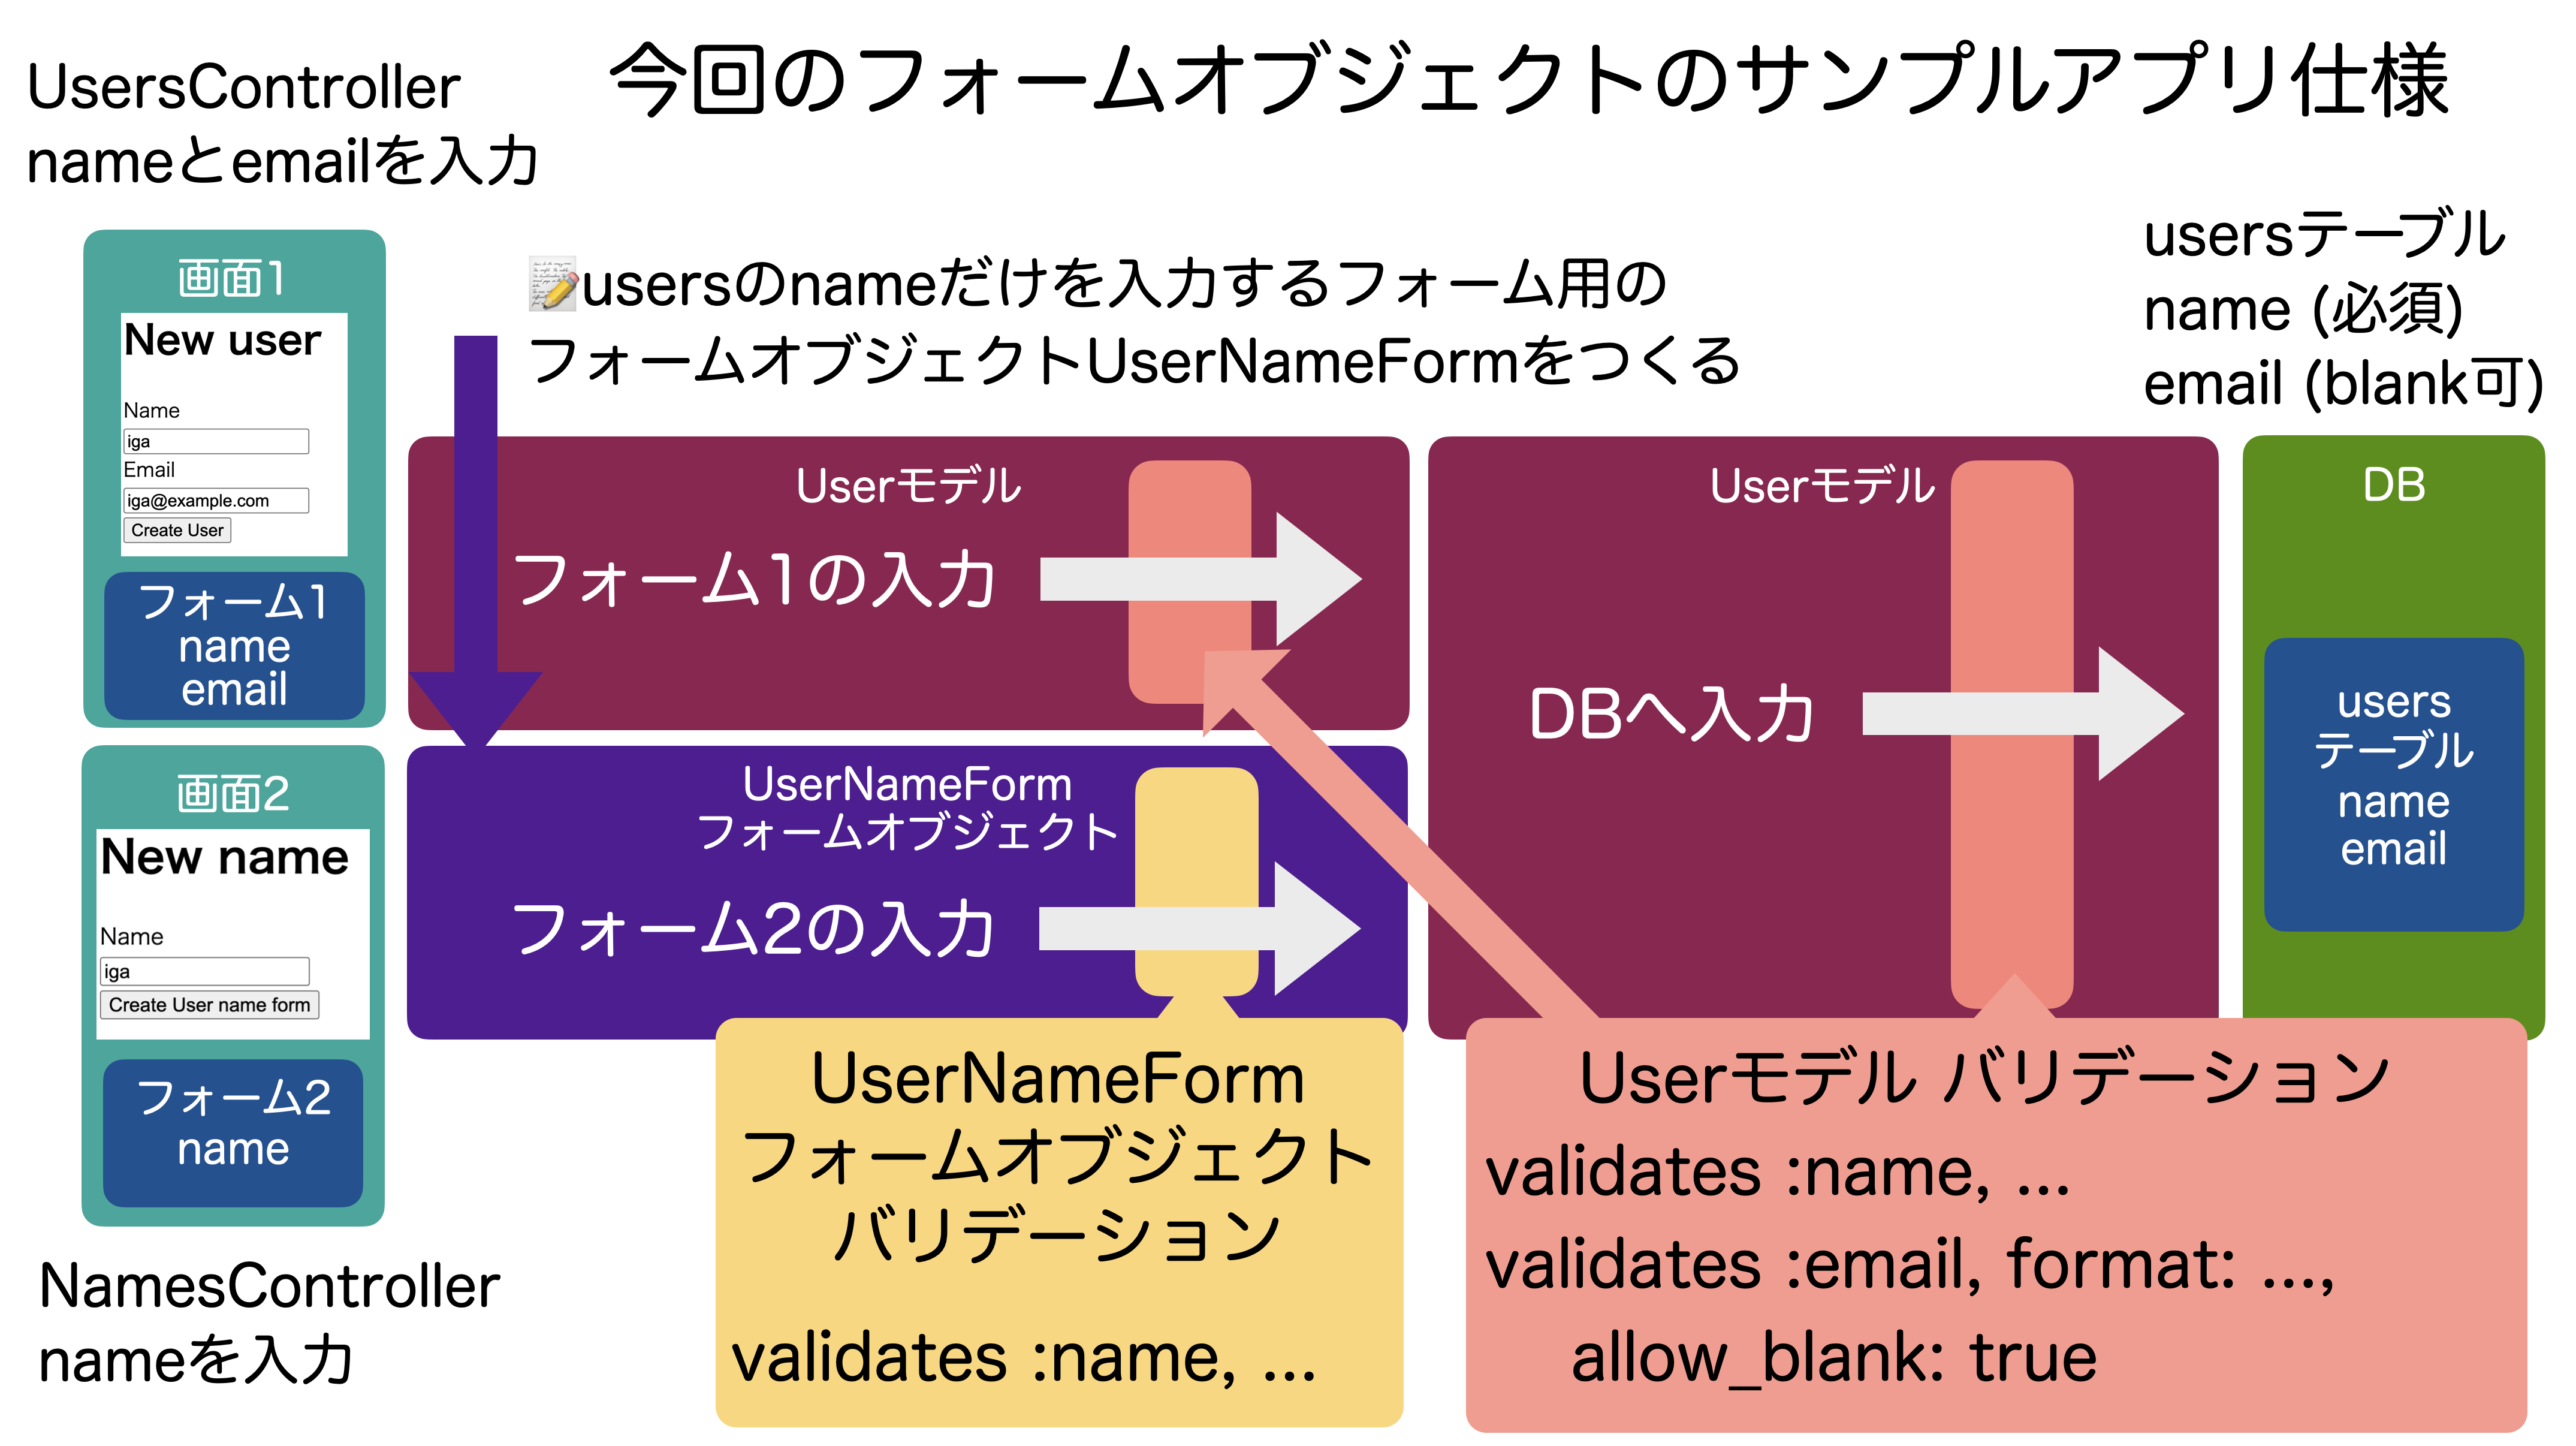 今回のフォームオブジェクトのサンプルアプリ仕様
UsersController
nameとemailを入力
画面1
New user
Name
iga
Email
iga@example.com
Create User
フォーム1
name
email
📝usersのnameだけを入力するフォーム用の
フォームオブジェクトUserNameFormをつくる
usersテーブル
name (必須)
email (blank可)
Userモデル
フォーム1の入力
Userモデル
DBへ入力
DB
users
テーブル
name
email
画面2
New name
Name
iga
Create User name form
フォーム2
name
UserNameForm
フォームオブジェクト
フォーム2の入力
NamesController
nameを入力
UserNameForm
フォームオブジェクト
バリデーション
validates :name, ...
Userモデル バリデーション
validates :name, ...
validates :email, format: ...,
allow_blank: true